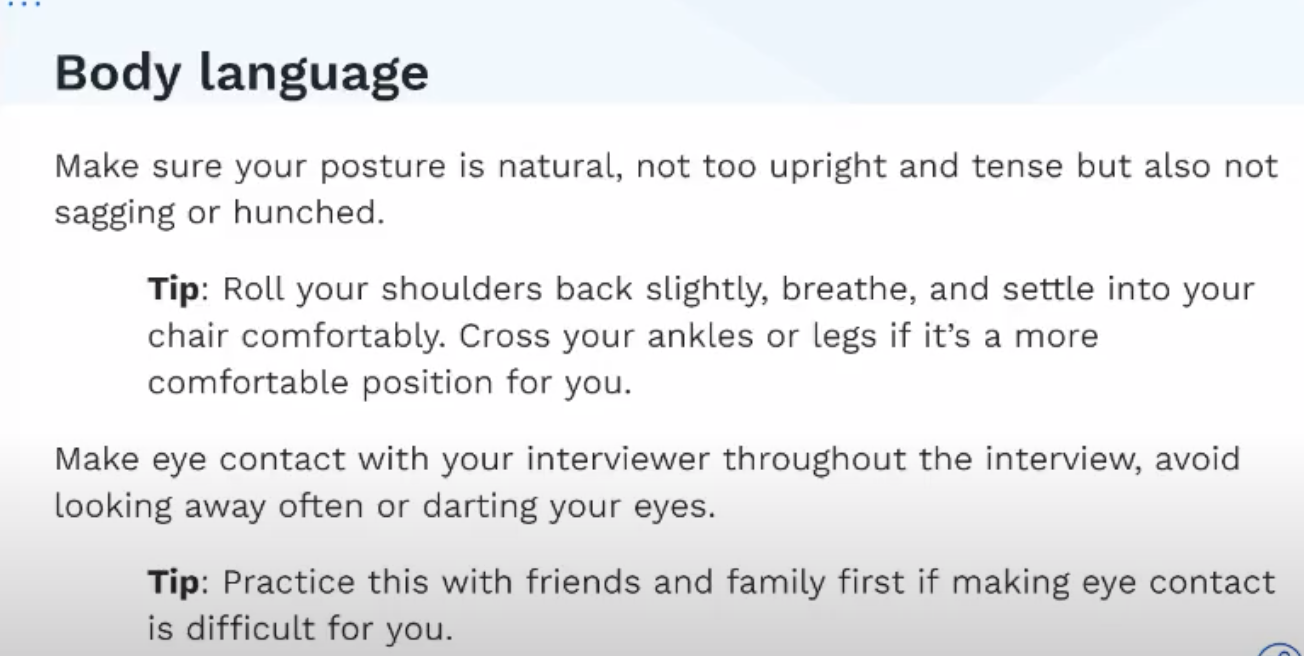 Body language
Make sure your posture is natural, not too upright and tense but also not
sagging or hunched.
Tip: Roll your shoulders back slightly, breathe, and settle into your
chair comfortably. Cross your ankles or legs if it’s a more
comfortable position for you.
Make eye contact with your interviewer throughout the interview, avoid
looking away often or darting your eyes.
Tip: Practice this with friends and family first if making eye contact
is difficult for you.